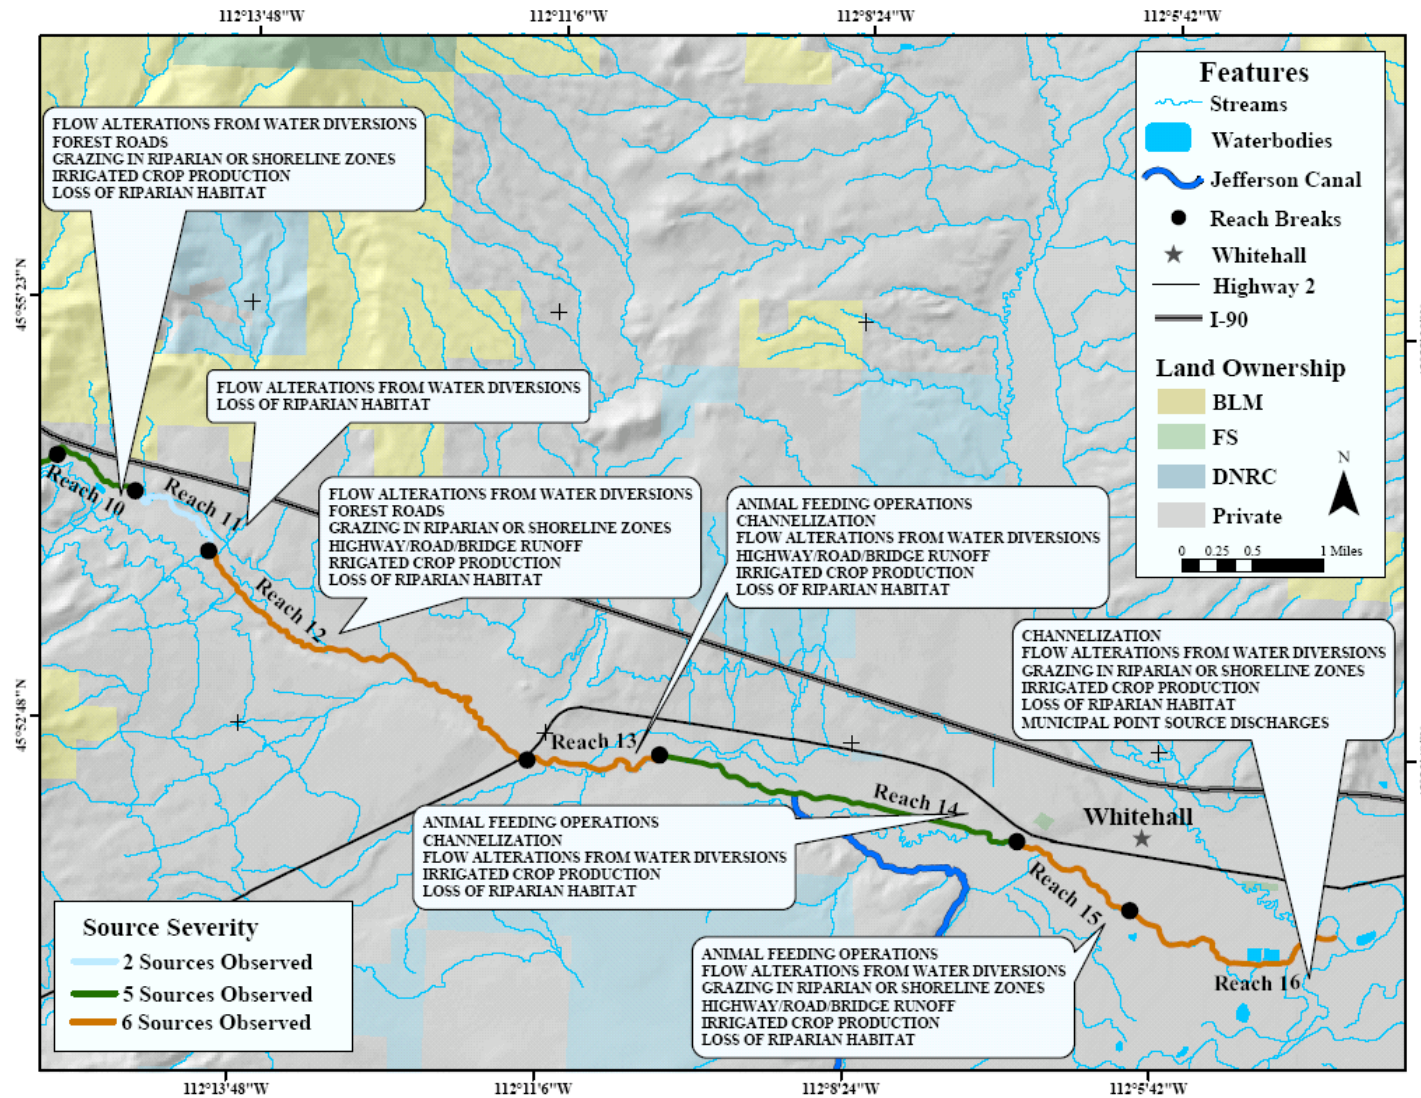 112°13'48"W
112°11'6"W
112°8'24"W
112°5'42"W
Features
Streams
Waterbodies
Jefferson Canal
Reach Breaks
Whitehall
Highway 2
I-90
Land Ownership
BLM
FS
DNRC
Private
N
0 0.25 0.5 1 Miles
FLOW ALTERATIONS FROM WATER DIVERSIONS
FOREST ROADS
GRAZING IN RIPARIAN OR SHORELINE ZONES
IRRIGATED CROP PRODUCTION
LOSS OF RIPARIAN HABITAT
45°55'23"N
FLOW ALTERATIONS FROM WATER DIVERSIONS
LOSS OF RIPARIAN HABITAT
Reach 10
Reach 11
FLOW ALTERATIONS FROM WATER DIVERSIONS
FOREST ROADS
GRAZING IN RIPARIAN OR SHORELINE ZONES
HIGHWAY/ROAD/BRIDGE RUNOFF
RRIGATED CROP PRODUCTION
LOSS OF RIPARIAN HABITAT
ANIMAL FEEDING OPERATIONS
CHANNELIZATION
FLOW ALTERATIONS FROM WATER DIVERSIONS
HIGHWAY/ROAD/BRIDGE RUNOFF
IRRIGATED CROP PRODUCTION
LOSS OF RIPARIAN HABITAT
Reach 12
CHANNELIZATION
FLOW ALTERATIONS FROM WATER DIVERSIONS
GRAZING IN RIPARIAN OR SHORELINE ZONES
IRRIGATED CROP PRODUCTION
LOSS OF RIPARIAN HABITAT
MUNICIPAL POINT SOURCE DISCHARGES
45°52'48"N
Reach 13
Reach 14
Whitehall
ANIMAL FEEDING OPERATIONS
CHANNELIZATION
FLOW ALTERATIONS FROM WATER DIVERSIONS
IRRIGATED CROP PRODUCTION
LOSS OF RIPARIAN HABITAT
Reach 15
Reach 16
ANIMAL FEEDING OPERATIONS
FLOW ALTERATIONS FROM WATER DIVERSIONS
GRAZING IN RIPARIAN OR SHORELINE ZONES
HIGHWAY/ROAD/BRIDGE RUNOFF
IRRIGATED CROP PRODUCTION
LOSS OF RIPARIAN HABITAT
Source Severity
2 Sources Observed
5 Sources Observed
6 Sources Observed
112°13'48"W
112°11'6"W
112°8'24"W
112°5'42"W